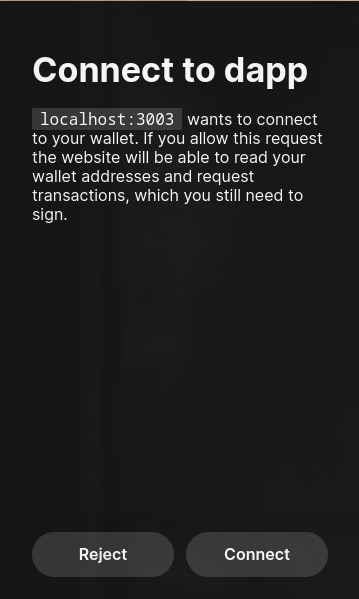 Connect to dapp
localhost:3003 wants to connect
to your wallet. If you allow this request
the website will be able to read your
wallet addresses and request
transactions, which you still need to
sign.
Reject
Connect